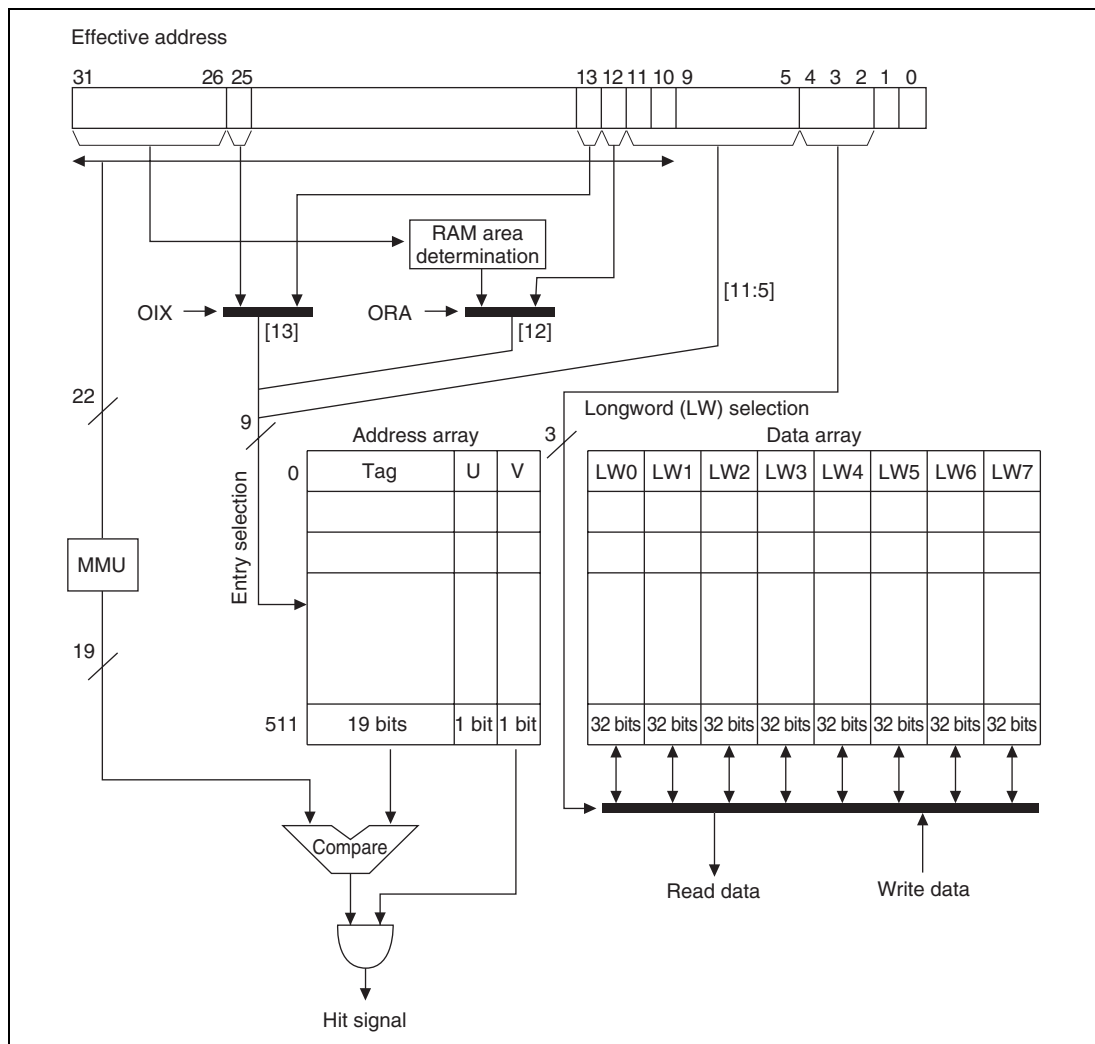 Effective address
31 26 25 13 12 11 10 9 5 4 3 2 1 0
RAM area
determination
[11:5]
OIX
ORA
[13]
[12]
22
Longword (LW) selection
9
3
Address array
Data array
Entry selection
0 Tag U V
LW0 LW1 LW2 LW3 LW4 LW5 LW6 LW7
MMU
19
511 19 bits 1 bit 1 bit
32 bits 32 bits 32 bits 32 bits 32 bits 32 bits 32 bits 32 bits
Compare
Read data
Write data
Hit signal